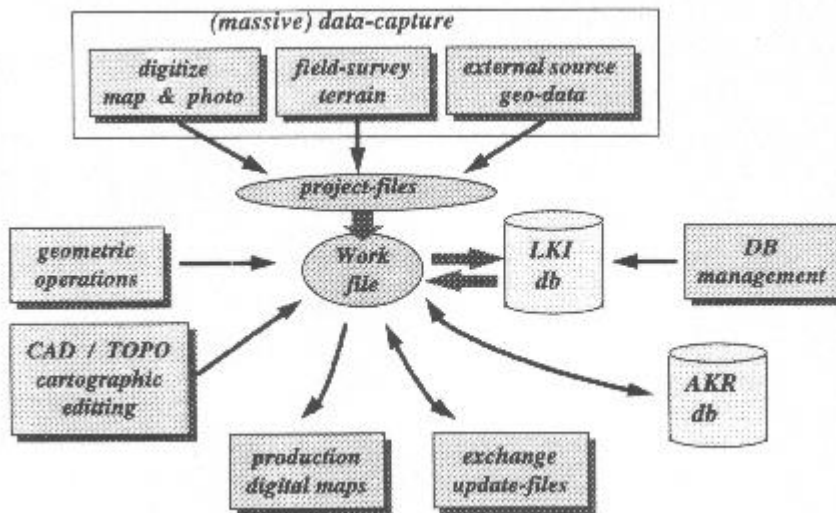 (massive) data-capture
digitize
map & photo
field-survey
terrain
external source
geo-data
project-files
geometric
operations
Work
file
LKI
db
DB
management
CAD / TOPO
cartographic
editting
AKR
db
production
digital maps
exchange
update-files